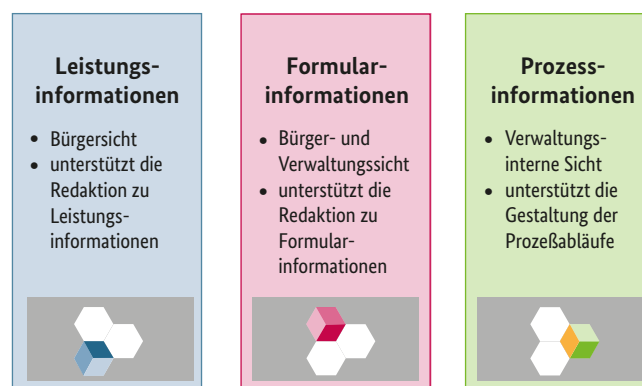 Leistungs-
informationen
• Bürgersicht
• unterstützt die
Redaktion zu
Leistungs-
informationen
Formular-
informationen
• Bürger- und
Verwaltungssicht
• unterstützt die
Redaktion zu
Formular-
informationen
Prozess-
informationen
• Verwaltungs-
interne Sicht
• unterstützt die
Gestaltung der
Prozeßabläufe